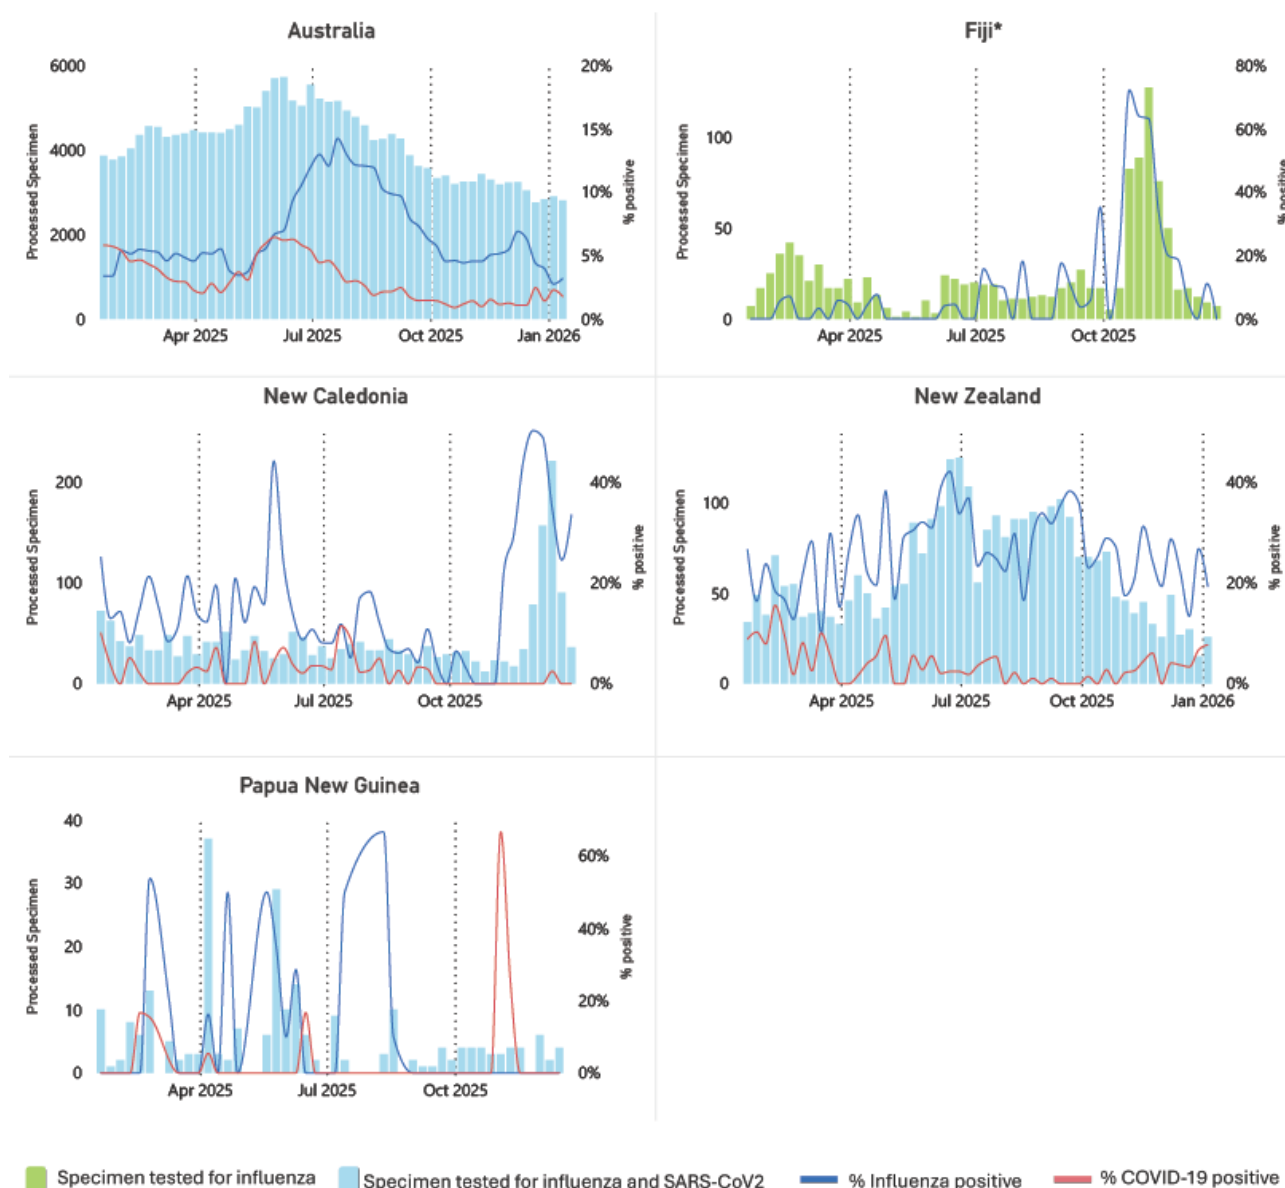 Australia
6000
4000
2000
0
Processed Specimen
20%
15%
10%
5%
0%
% positive
Apr 2025 Jul 2025 Oct 2025 Jan 2026
Fiji*
100
50
0
Processed Specimen
80%
60%
40%
20%
0%
% positive
Apr 2025 Jul 2025 Oct 2025
New Caledonia
200
100
0
Processed Specimen
40%
20%
0%
% positive
Apr 2025 Jul 2025 Oct 2025
New Zealand
100
50
0
Processed Specimen
40%
20%
0%
% positive
Apr 2025 Jul 2025 Oct 2025 Jan 2026
Papua New Guinea
40
30
20
10
0
Processed Specimen
60%
40%
20%
0%
% positive
Apr 2025 Jul 2025 Oct 2025
Specimen tested for influenza Specimen tested for influenza and SARS-CoV2 % Influenza positive % COVID-19 positive